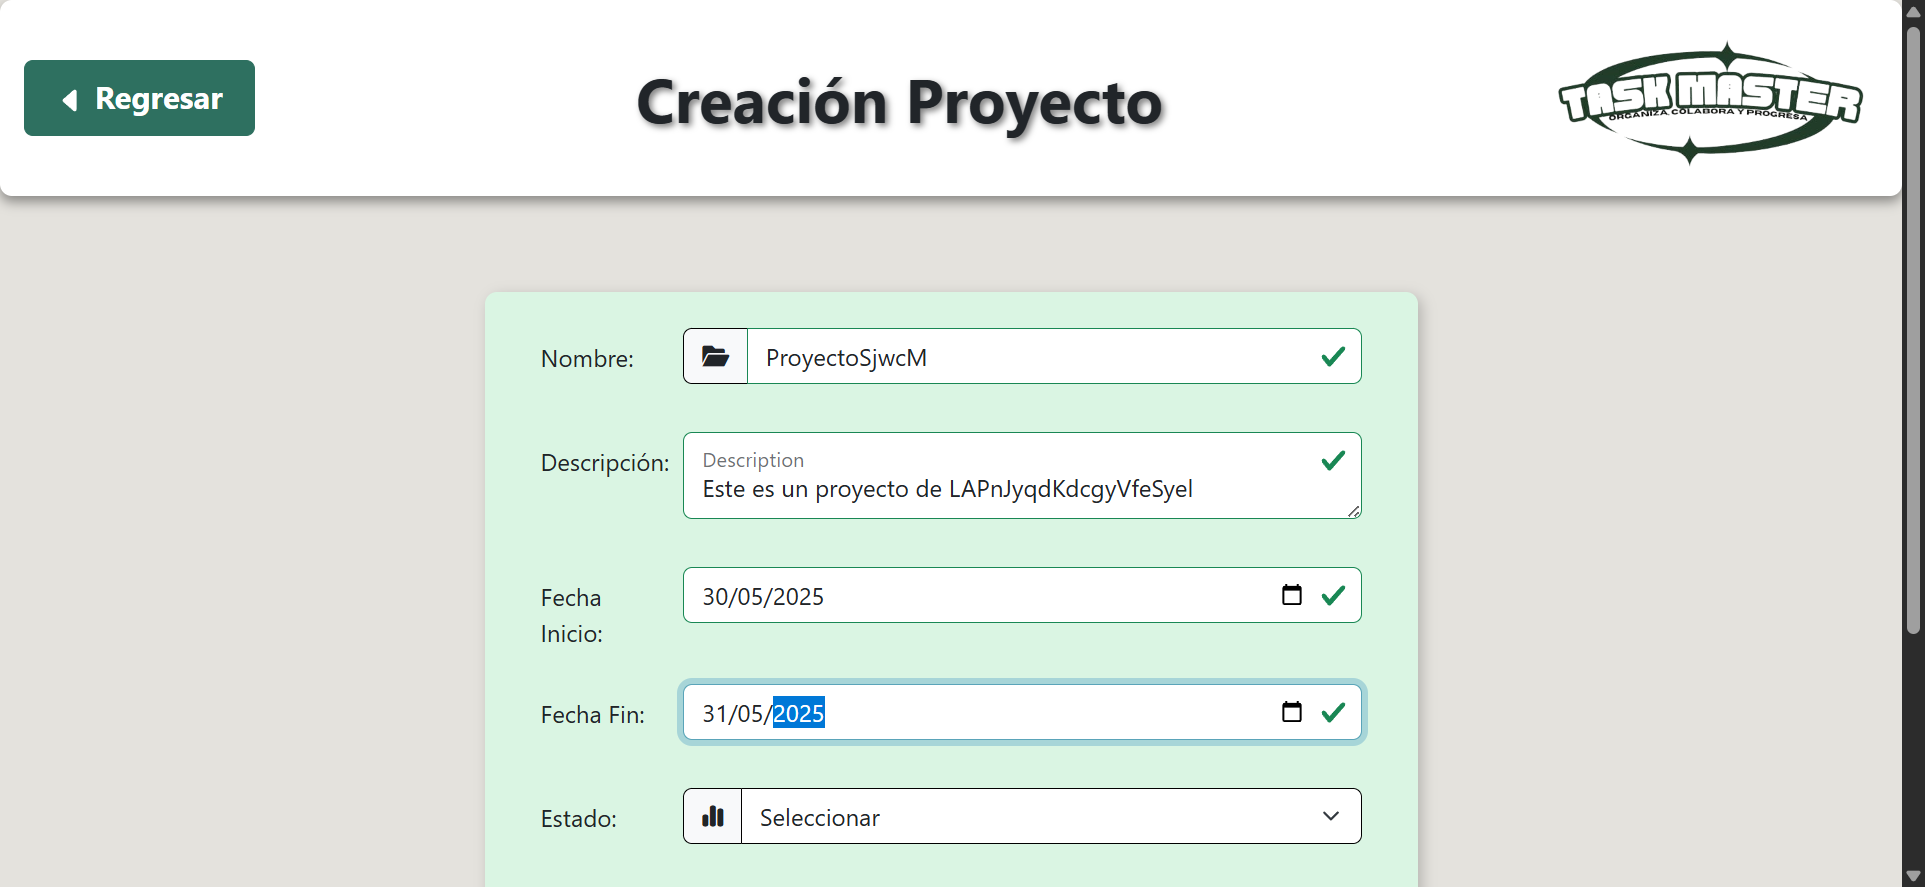 Regresar
Creación Proyecto
TASK MASTER
ORGANIZA, COLABORA Y PROGRESA
Nombre:
ProyectoSjwcM
Descripción:
Description
Este es un proyecto de LAPnJyqdKdcgyVfeSyel
Fecha
Inicio:
30/05/2025
Fecha Fin:
31/05/2025
Estado:
Seleccionar